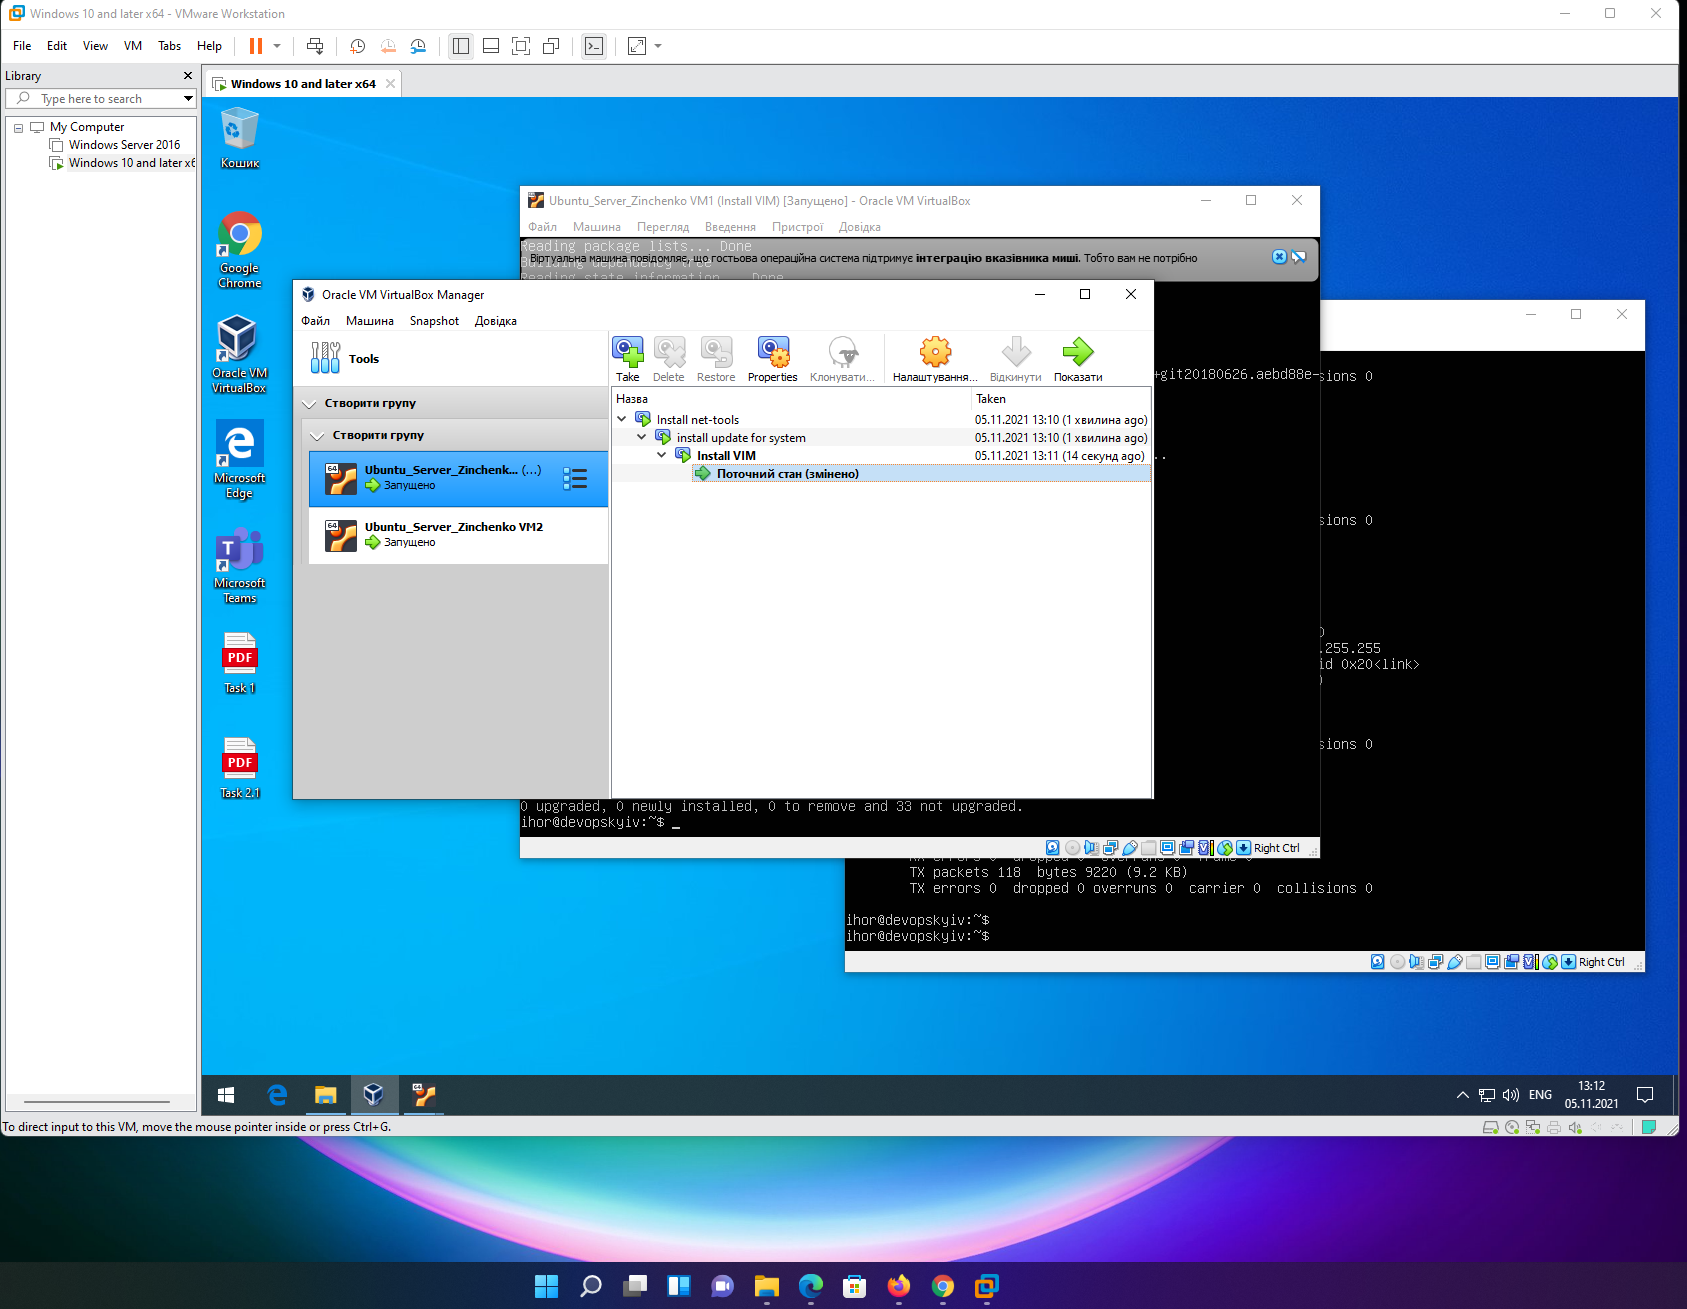 Windows 10 and later x64 - VMware Workstation
File Edit View VM Tabs Help
Library
Type here to search
My Computer
Windows Server 2016
Windows 10 and later x6
Windows 10 and later x64
Кошик
Google Chrome
Oracle VM VirtualBox
Microsoft Edge
Microsoft Teams
PDF
Task 1
PDF
Task 2.1
Ubuntu_Server_Zinchenko VM1 (Install VIM) [Запущено] - Oracle VM VirtualBox
Файл Машина Перегляд Введення Пристрої Довідка
Reading package lists... Done
Віртуальна машина повідомляє, що гостьова операційна система підтримує інтеграцію вказівника миші. Тобто вам не потрібно
Building dependency tree
Reading state information... Done
Oracle VM VirtualBox Manager
Файл Машина Snapshot Довідка
Tools
Take Delete Restore Properties Клонувати... Налаштування... Відкинути Показати
Створити групу
Створити групу
64
Ubuntu_Server_Zinchenk... (...)
Запущено
64
Ubuntu_Server_Zinchenko VM2
Запущено
Назва Taken
Install net-tools 05.11.2021 13:10 (1 хвилина ago)
install update for system 05.11.2021 13:10 (1 хвилина ago)
Install VIM 05.11.2021 13:11 (14 секунд ago)
Поточний стан (змінено)
+git20180626.aebd88e-
..
0 upgraded, 0 newly installed, 0 to remove and 33 not upgraded.
ihor@devopskyiv:~$ _
Right Ctrl
sions 0
sions 0
.255.255
id 0x20<link>
)
sions 0
TX packets 118 bytes 9220 (9.2 KB)
TX errors 0 dropped 0 overruns 0 carrier 0 collisions 0
ihor@devopskyiv:~$
ihor@devopskyiv:~$
Right Ctrl
ENG
13:12
05.11.2021
To direct input to this VM, move the mouse pointer inside or press Ctrl+G.